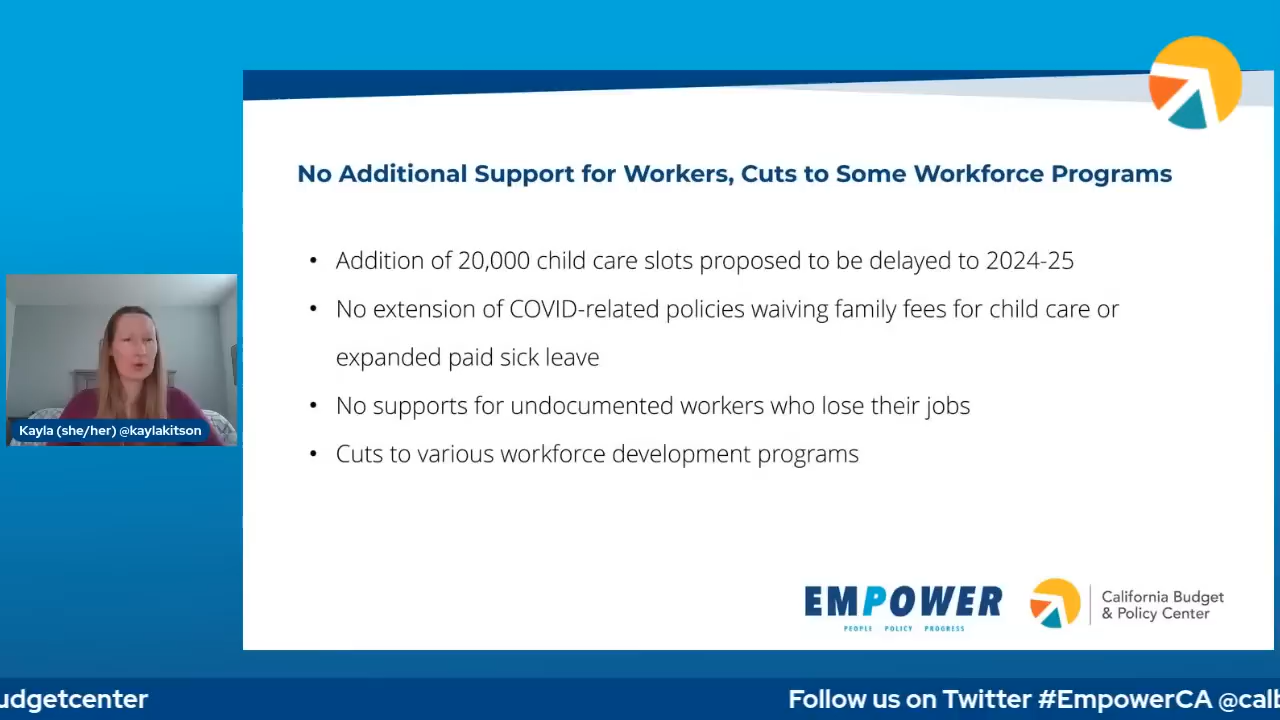 No Additional Support for Workers, Cuts to Some Workforce Programs
• Addition of 20,000 child care slots proposed to be delayed to 2024-25
• No extension of COVID-related policies waiving family fees for child care or
expanded paid sick leave
• No supports for undocumented workers who lose their jobs
• Cuts to various workforce development programs
Kayla (she/her) @kaylakitson
EMPOWER
PEOPLE POLICY PROGRESS
California Budget
& Policy Center
udgetcenter
Follow us on Twitter #EmpowerCA @calb